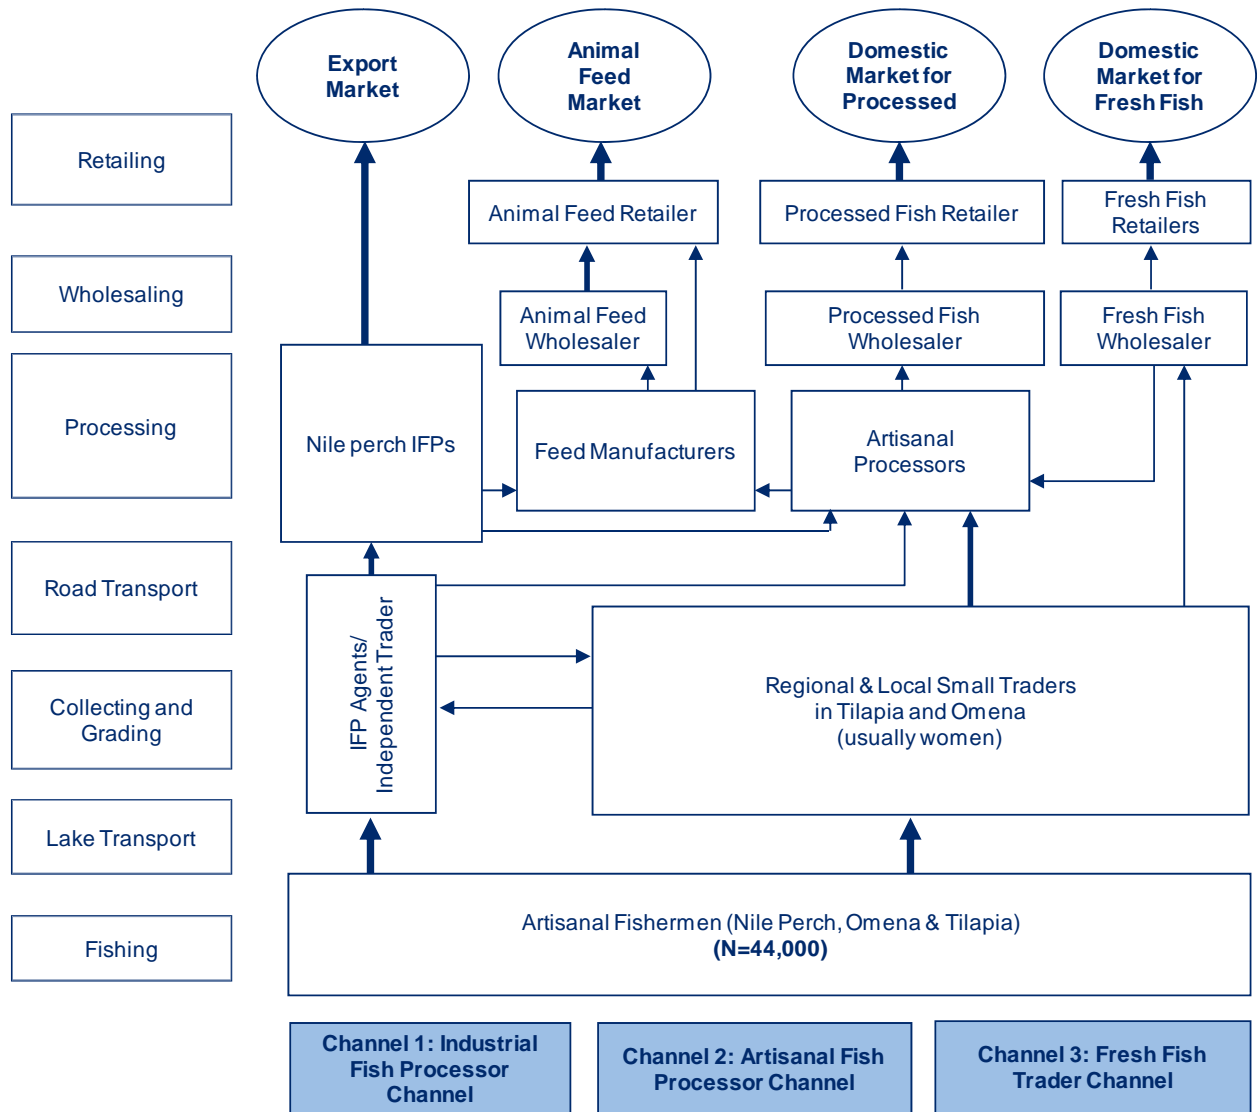 Export
Market
Animal
Feed
Market
Domestic
Market for
Processed
Domestic
Market for
Fresh Fish
Retailing
Animal Feed Retailer
Processed Fish Retailer
Fresh Fish
Retailers
Wholesaling
Animal Feed
Wholesaler
Processed Fish
Wholesaler
Fresh Fish
Wholesaler
Processing
Nile perch IFPs
Feed Manufacturers
Artisanal
Processors
Road Transport
IFP Agents/
Independent Trader
Regional & Local Small Traders
in Tilapia and Omena
(usually women)
Collecting and
Grading
Lake Transport
Fishing
Artisanal Fishermen (Nile Perch, Omena & Tilapia)
(N=44,000)
Channel 1: Industrial
Fish Processor
Channel
Channel 2: Artisanal Fish
Processor Channel
Channel 3: Fresh Fish
Trader Channel